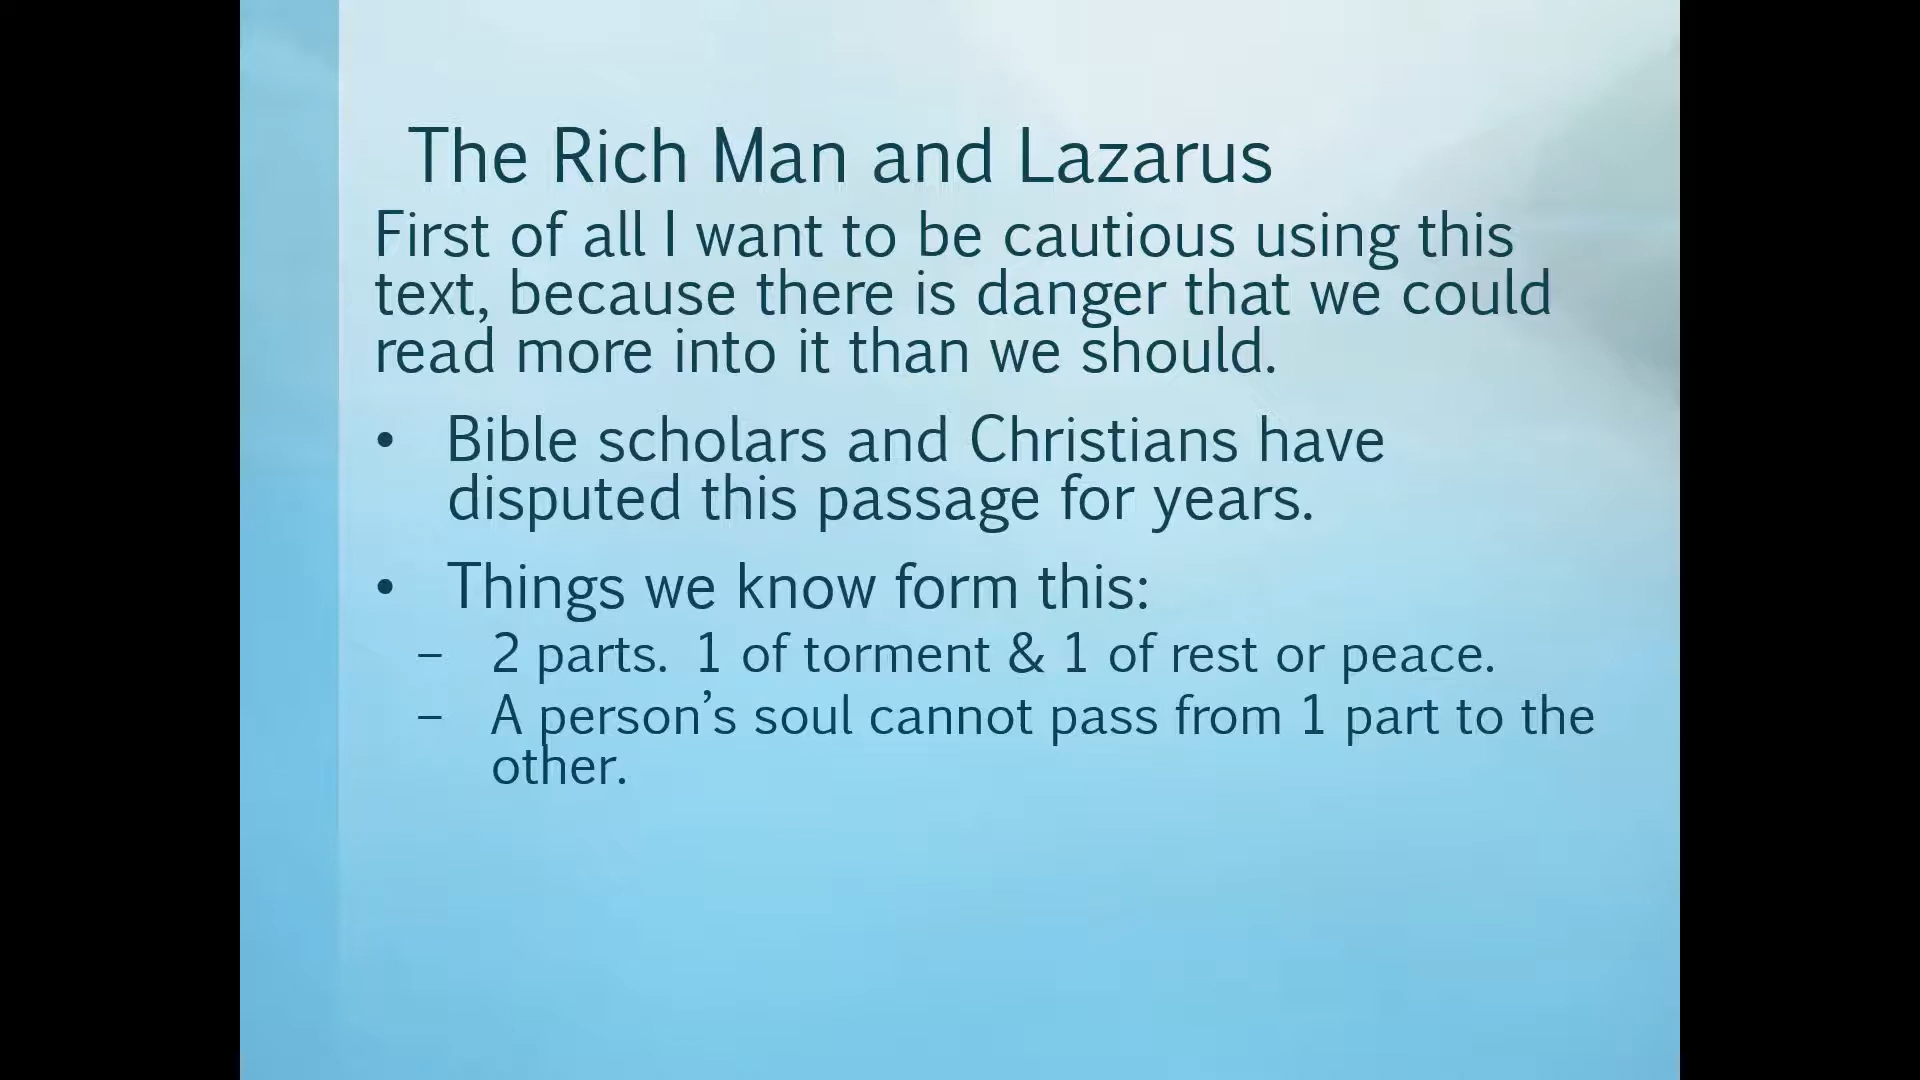 The Rich Man and Lazarus
First of all I want to be cautious using this
text, because there is danger that we could
read more into it than we should.
• Bible scholars and Christians have
disputed this passage for years.
• Things we know form this:
– 2 parts.  1 of torment & 1 of rest or peace.
– A person’s soul cannot pass from 1 part to the
other.